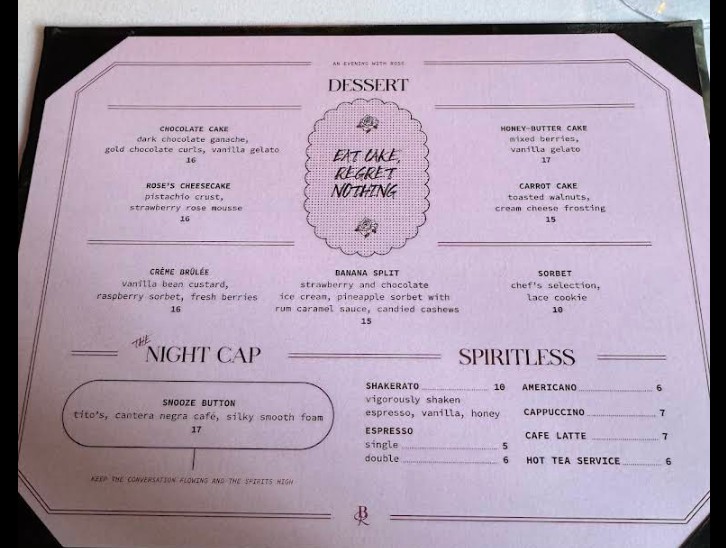 AN EVENING WITH ROSE
DESSERT
CHOCOLATE CAKE
dark chocolate ganache,
gold chocolate curls, vanilla gelato
16
ROSE'S CHEESECAKE
pistachio crust,
strawberry rose mousse
16
EAT CAKE,
REGRET
NOTHING
HONEY-BUTTER CAKE
mixed berries,
vanilla gelato
17
CARROT CAKE
toasted walnuts,
cream cheese frosting
15
CRÈME BRÛLÉE
vanilla bean custard,
raspberry sorbet, fresh berries
16
BANANA SPLIT
strawberry and chocolate
ice cream, pineapple sorbet with
rum caramel sauce, candied cashews
15
SORBET
chef's selection,
lace cookie
10
THE
NIGHT CAP
SNOOZE BUTTON
tito's, cantera negra café, silky smooth foam
17
KEEP THE CONVERSATION FLOWING AND THE SPIRITS HIGH
SPIRITLESS
SHAKERATO 10
vigorously shaken
espresso, vanilla, honey
ESPRESSO
single 5
double 6
AMERICANO 6
CAPPUCCINO 7
CAFE LATTE 7
HOT TEA SERVICE 6
BR